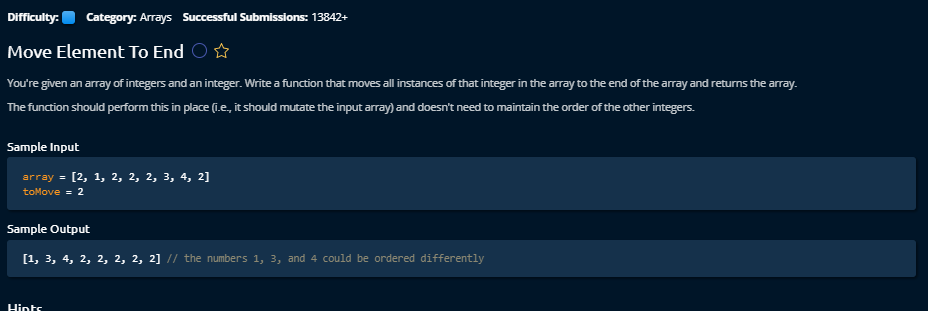 Difficulty: Category: Arrays Successful Submissions: 13842+
Move Element To End
You're given an array of integers and an integer. Write a function that moves all instances of that integer in the array to the end of the array and returns the array.
The function should perform this in place (i.e., it should mutate the input array) and doesn't need to maintain the order of the other integers.
Sample Input
array = [2, 1, 2, 2, 2, 3, 4, 2]
toMove = 2
Sample Output
[1, 3, 4, 2, 2, 2, 2, 2] // the numbers 1, 3, and 4 could be ordered differently
Hints